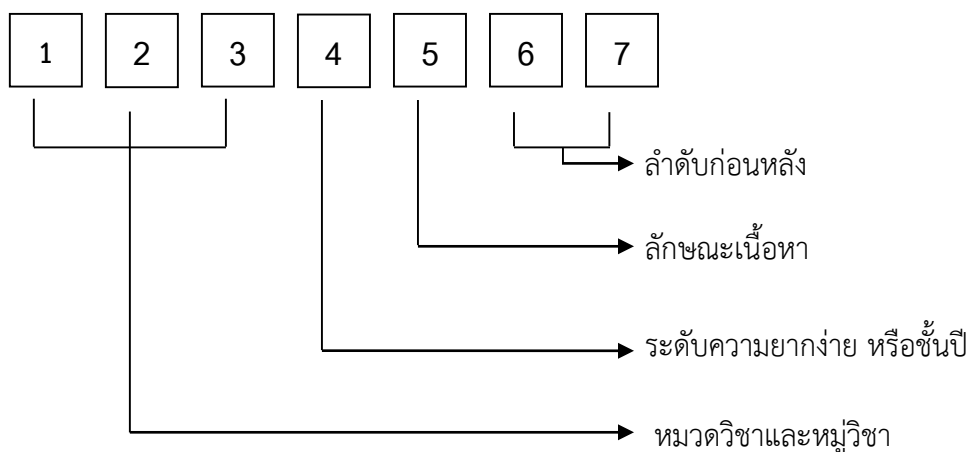 1 2 3 4 5 6 7
ลำดับก่อนหลัง
ลักษณะเนื้อหา
ระดับความยากง่าย หรือชั้นปี
หมวดวิชาและหมู่วิชา